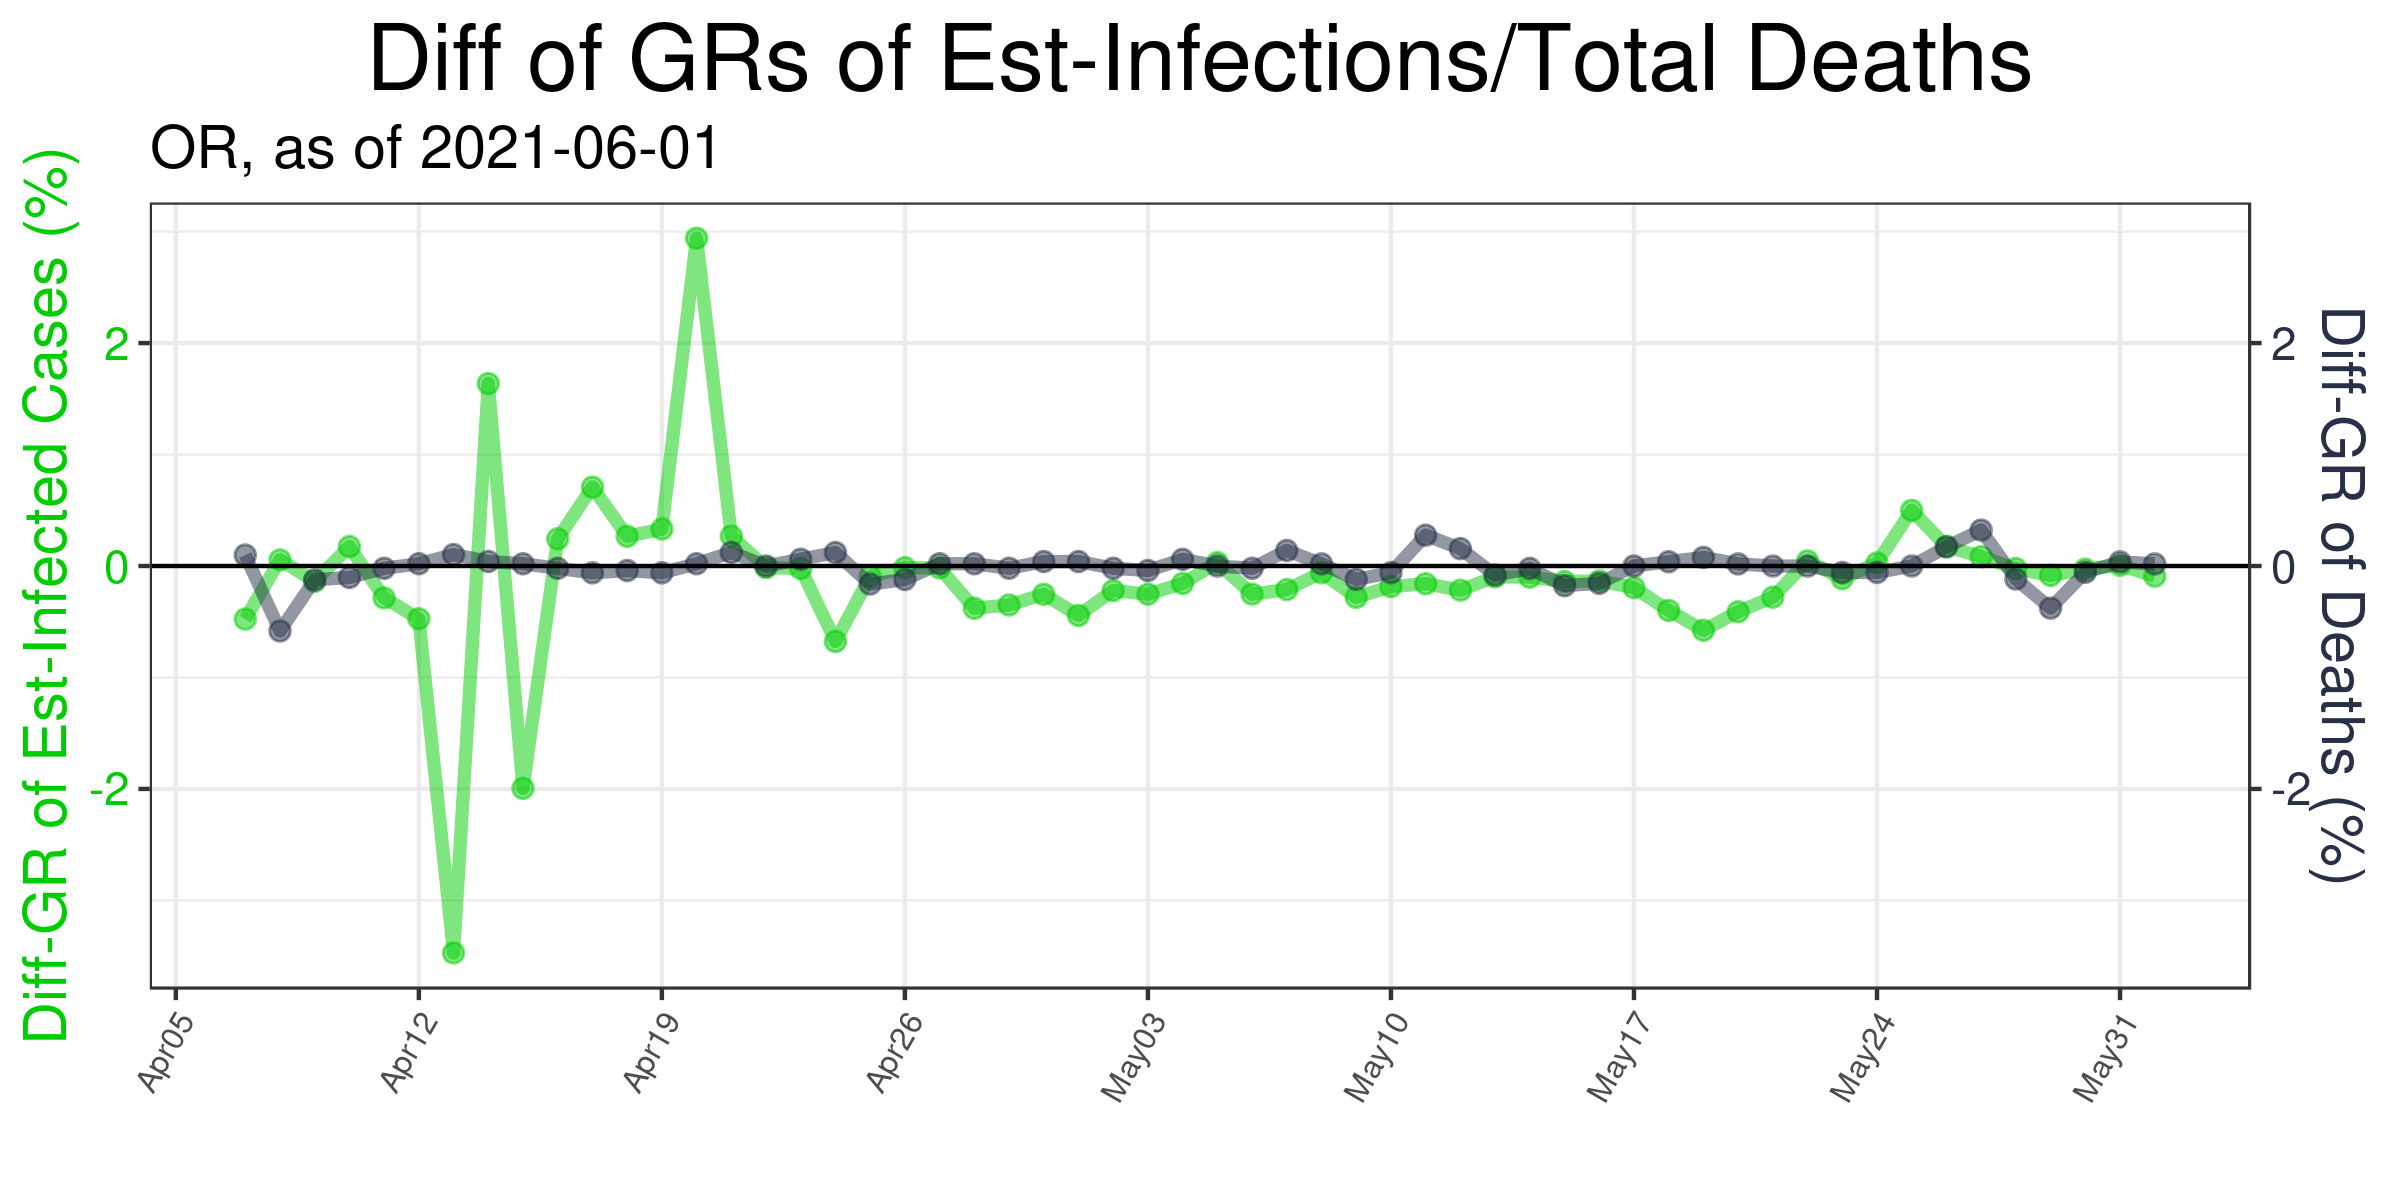 Diff of GRs of Est-Infections/Total Deaths
OR, as of 2021-06-01
Diff-GR of Est-Infected Cases (%)
2
0
-2
2
0
-2
Diff-GR of Deaths (%)
Apr05
Apr12
Apr19
Apr26
May03
May10
May17
May24
May31